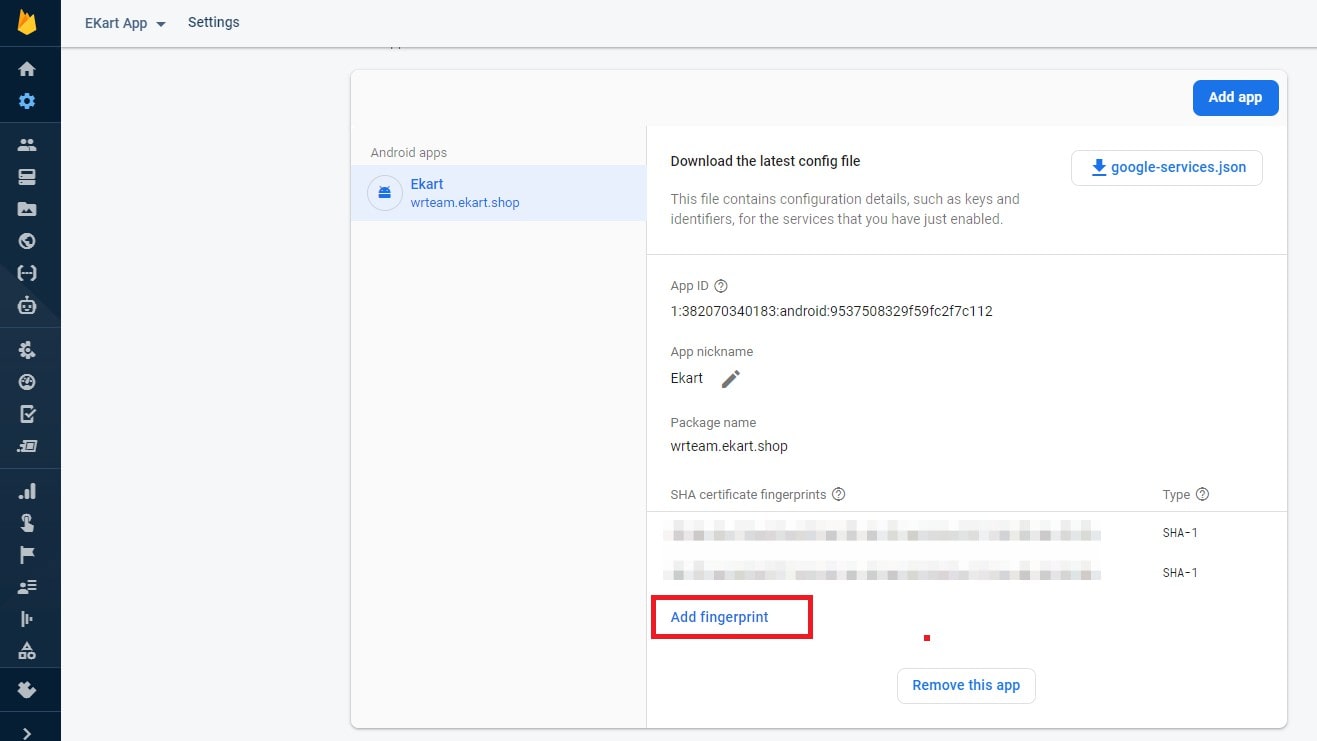 EKart App
Settings
Add app
Android apps
Ekart
wrteam.ekart.shop
Download the latest config file
google-services.json
This file contains configuration details, such as keys and
identifiers, for the services that you have just enabled.
App ID
1:382070340183:android:9537508329f59fc2f7c112
App nickname
Ekart
Package name
wrteam.ekart.shop
SHA certificate fingerprints
Type
SHA-1
SHA-1
Add fingerprint
Remove this app